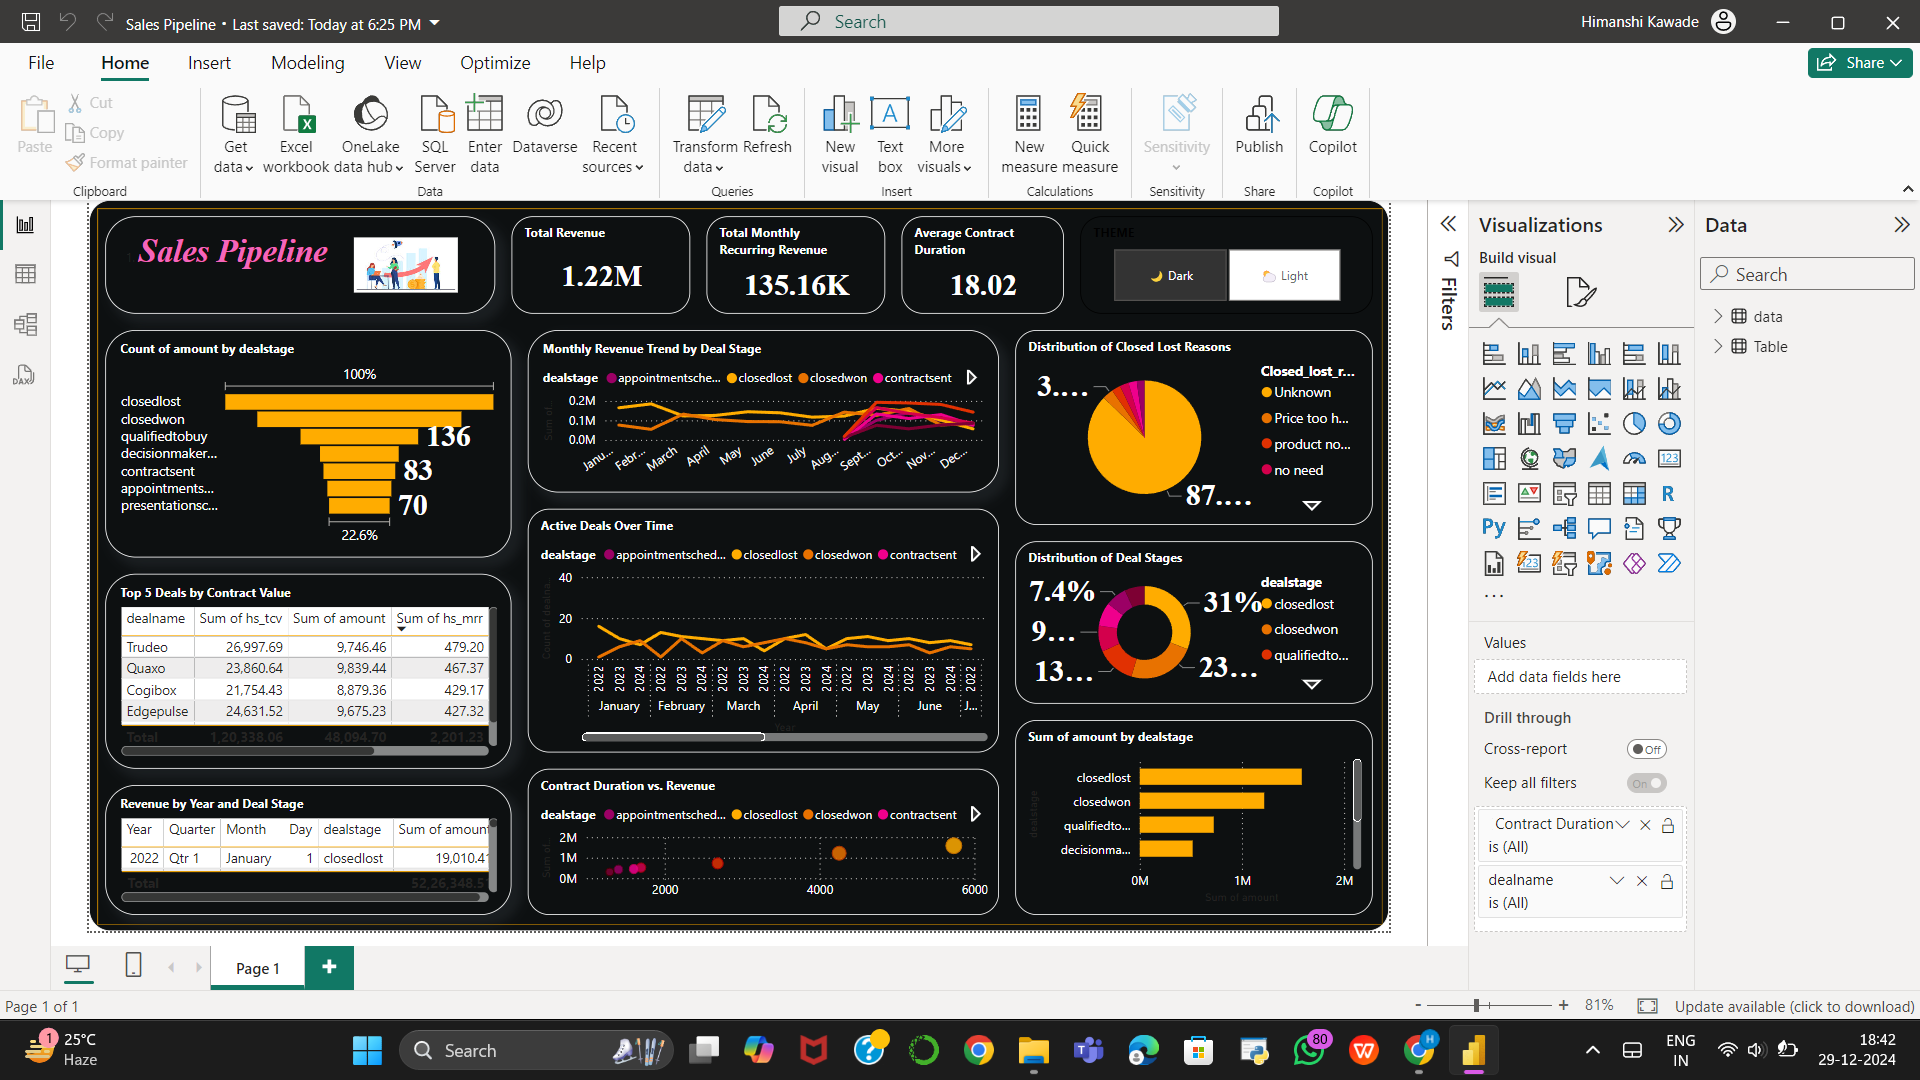 Sales Pipeline • Last saved: Today at 6:25 PM
Search
Himanshi Kawade
File Home Insert Modeling View Optimize Help
Share
Paste
Cut
Copy
Format painter
Clipboard
Get data
Excel workbook
OneLake data hub
SQL Server
Enter data
Dataverse
Recent sources
Data
Transform data
Refresh
Queries
New visual
Text box
More visuals
Insert
New measure
Quick measure
Calculations
Sensitivity
Sensitivity
Publish
Share
Copilot
Copilot
Sales Pipeline
Total Revenue
1.22M
Total Monthly
Recurring Revenue
135.16K
Average Contract
Duration
18.02
THEME
🌙 Dark
Light
Count of amount by dealstage
100%
closedlost
closedwon
qualifiedtobuy
decisionmaker...
contractsent
appointments...
presentationsc...
136
83
70
22.6%
Top 5 Deals by Contract Value
dealname Sum of hs_tcv Sum of amount Sum of hs_mrr
Trudeo 26,997.69 9,746.46 479.20
Quaxo 23,860.64 9,839.44 467.37
Cogibox 21,754.43 8,879.36 429.17
Edgepulse 24,631.52 9,675.23 427.32
Total 1,20,338.06 48,094.70 2,201.23
Revenue by Year and Deal Stage
Year Quarter Month Day dealstage Sum of amount
2022 Qtr 1 January 1 closedlost 19,010.41
Total 52,26,348.51
Monthly Revenue Trend by Deal Stage
dealstage appointmentsche... closedlost closedwon contractsent
Sum of...
0.2M
0.1M
0.0M
Janu... Febr... March April May June July Aug... Sept... Oct... Nov... Dec...
Active Deals Over Time
dealstage appointmentsched... closedlost closedwon contractsent
Count of dealna...
40
20
0
2022 2023 2024 2022 2023 2024 2022 2023 2024 2022 2023 2024 2022 2023 2024 2022 2023 2024 2022
January February March April May June J...
Year
Contract Duration vs. Revenue
dealstage appointmentsched... closedlost closedwon contractsent
Sum of...
2M
1M
0M
2000 4000 6000
Distribution of Closed Lost Reasons
3....
87....
Closed_lost_r...
Unknown
Price too h...
product no...
no need
Distribution of Deal Stages
7.4%
9...
13...
31%
23...
dealstage
closedlost
closedwon
qualifiedto...
Sum of amount by dealstage
dealstage
closedlost
closedwon
qualifiedto...
decisionma...
0M 1M 2M
Sum of amount
Filters
Visualizations
Build visual
123
R
Py
123
...
Values
Add data fields here
Drill through
Cross-report
Off
Keep all filters
On
Contract Duration
is (All)
dealname
is (All)
Data
Search
data
Table
Page 1
+
Page 1 of 1
- + 81%
Update available (click to download)
1
25°C
Haze
Search
80
H
ENG
IN
18:42
29-12-2024